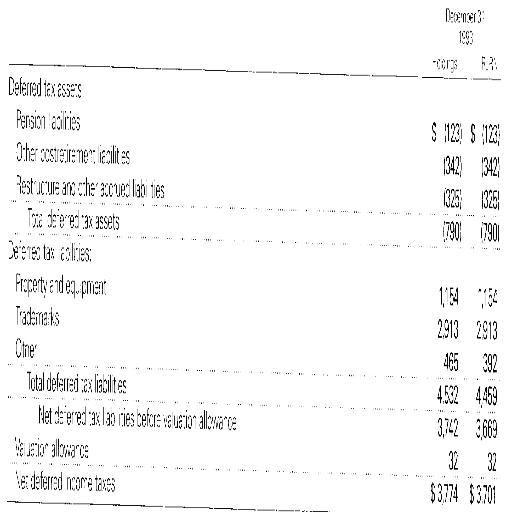 December 31
1993
Holdings RJRN
Deferred tax assets
Pension liabilities $ (123) $ (123)
Other postretirement liabilities (342) (342)
Restructure and other accrued liabilities (325) (325)
Total deferred tax assets (790) (790)
Deferred tax liabilities:
Property and equipment 1,154 1,154
Trademarks 2,913 2,913
Other 465 392
Total deferred tax liabilities 4,532 4,459
Net deferred tax liabilities before valuation allowance 3,742 3,669
Valuation allowance 32 32
Net deferred income taxes $ 3,774 $ 3,701